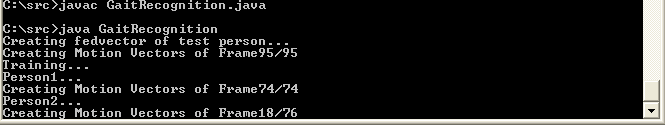 C:\src>javac GaitRecognition.java
C:\src>java GaitRecognition
Creating fedvector of test person...
Creating Motion Vectors of Frame95/95
Training...
Person1...
Creating Motion Vectors of Frame74/74
Person2...
Creating Motion Vectors of Frame18/76